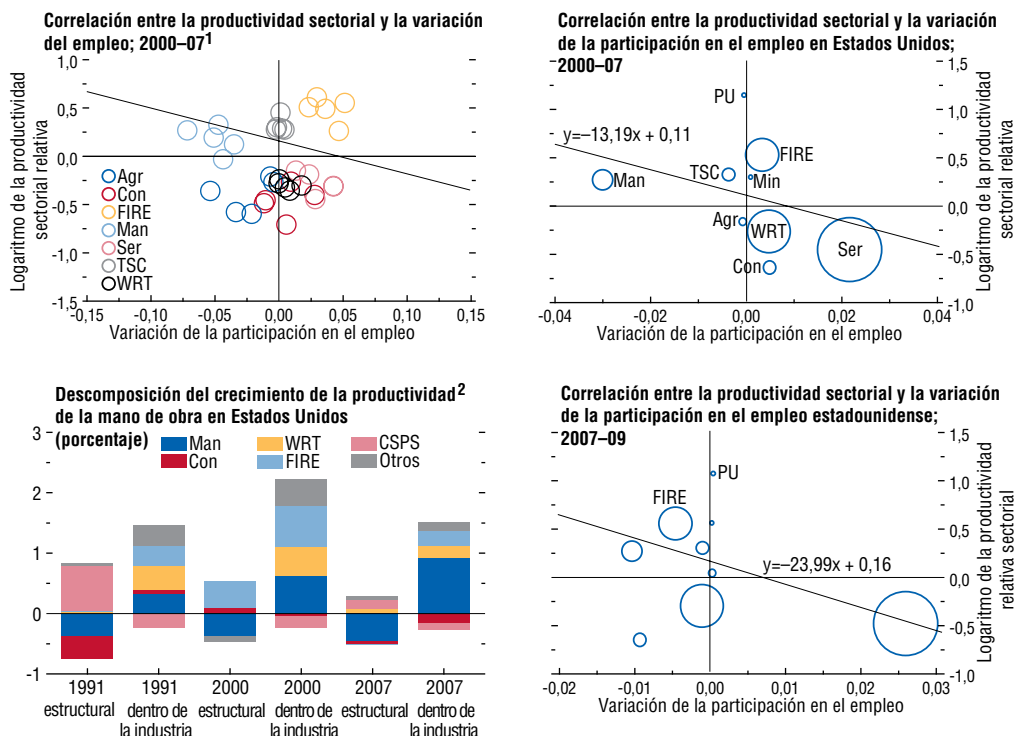 Correlación entre la productividad sectorial y la variación
del empleo; 2000–07¹
Logaritmo de la productividad
sectorial relativa
1,0
0,5
0,0
-0,5
-1,0
-1,5
Agr
Con
FIRE
Man
Ser
TSC
WRT
-0,15 -0,10 -0,05 0,00 0,05 0,10 0,15
Variación de la participación en el empleo
Correlación entre la productividad sectorial y la variación
de la participación en el empleo en Estados Unidos;
2000-07
1,5
1,0
0,5
0,0
-0,5
-1,0
Logaritmo de la productividad sectorial
relativa
PU
y=–13,19x + 0,11
FIRE
TSC
Min
Man
Agr
WRT
Ser
Con
-0,04 -0,02 0,00 0,02 0,04
Variación de la participación en el empleo
Descomposición del crecimiento de la productividad²
de la mano de obra en Estados Unidos
(porcentaje)
Man WRT CSPS
Con FIRE Otros
3
2
1
0
-1
1991 1991 2000 2000 2007 2007
estructural dentro de estructural dentro de estructural dentro de
la industria la industria la industria
Correlación entre la productividad sectorial y la variación
de la participación en el empleo estadounidense;
2007–09
1,5
1,0
0,5
0,0
-0,5
-1,0
Logaritmo de la productividad
relativa sectorial
PU
FIRE
y=–23,99x + 0,16
-0,02 -0,01 0,00 0,01 0,02 0,03
Variación de la participación en el empleo